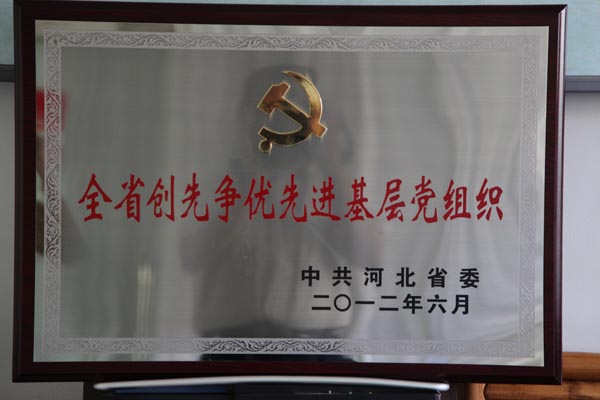 全省创先争优先进基层党组织
中共河北省委
二〇一二年六月